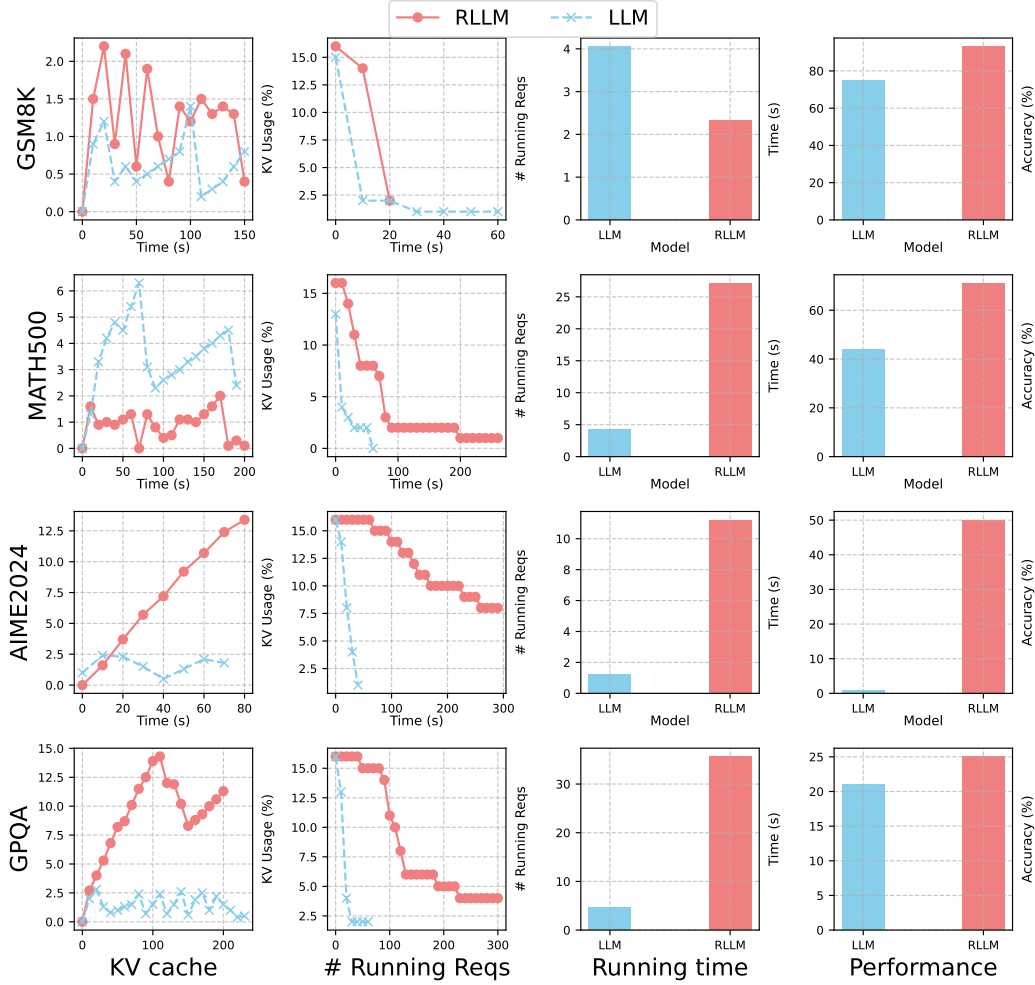 RLLM LLM
GSM8K
2.0
1.5
1.0
0.5
0.0
0 50 100 150
Time (s)
KV Usage (%)
15.0
12.5
10.0
7.5
5.0
2.5
0 20 40 60
Time (s)
# Running Reqs
4
3
2
1
0
LLM RLLM
Model
Time (s)
80
60
40
20
0
LLM RLLM
Model
Accuracy (%)
MATH500
6
5
4
3
2
1
0
0 50 100 150 200
Time (s)
KV Usage (%)
15
10
5
0
0 100 200
Time (s)
# Running Reqs
25
20
15
10
5
0
LLM RLLM
Model
Time (s)
60
40
20
0
LLM RLLM
Model
Accuracy (%)
AIME2024
12.5
10.0
7.5
5.0
2.5
0.0
0 20 40 60 80
Time (s)
KV Usage (%)
15.0
12.5
10.0
7.5
5.0
2.5
0 100 200 300
Time (s)
# Running Reqs
10
8
6
4
2
0
LLM RLLM
Model
Time (s)
50
40
30
20
10
0
LLM RLLM
Model
Accuracy (%)
GPQA
15.0
12.5
10.0
7.5
5.0
2.5
0.0
0 100 200
KV Usage (%)
15.0
12.5
10.0
7.5
5.0
2.5
0 100 200 300
# Running Reqs
30
20
10
0
LLM RLLM
Time (s)
25
20
15
10
5
0
LLM RLLM
Accuracy (%)
KV cache
# Running Reqs
Running time
Performance